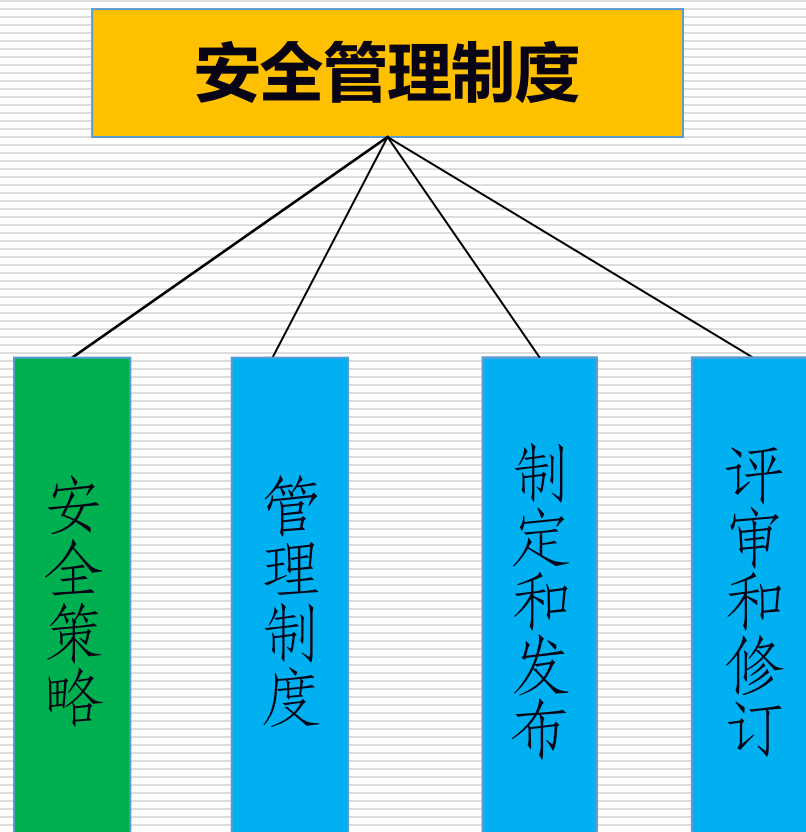 安全管理制度
安全策略
管理制度
制定和发布
评审和修订